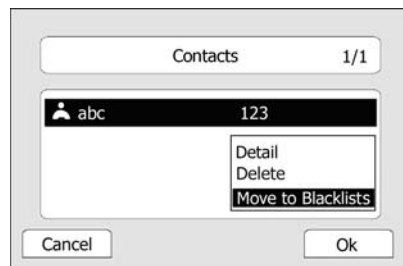 Contacts 1/1
abc 123
Detail
Delete
Move to Blacklists
Cancel Ok